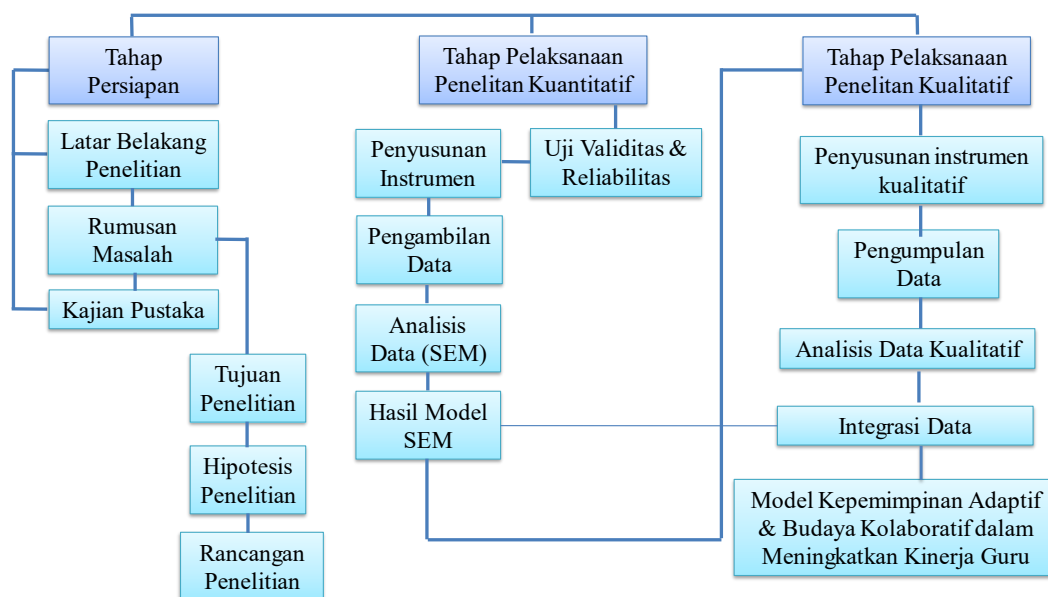 Tahap
Persiapan
Latar Belakang
Penelitian
Rumusan
Masalah
Kajian Pustaka
Tujuan
Penelitian
Hipotesis
Penelitian
Rancangan
Penelitian
Tahap Pelaksanaan
Penelitan Kuantitatif
Uji Validitas &
Reliabilitas
Penyusunan
Instrumen
Pengambilan
Data
Analisis
Data (SEM)
Hasil Model
SEM
Tahap Pelaksanaan
Penelitan Kualitatif
Penyusunan instrumen
kualitatif
Pengumpulan
Data
Analisis Data Kualitatif
Integrasi Data
Model Kepemimpinan Adaptif
& Budaya Kolaboratif dalam
Meningkatkan Kinerja Guru